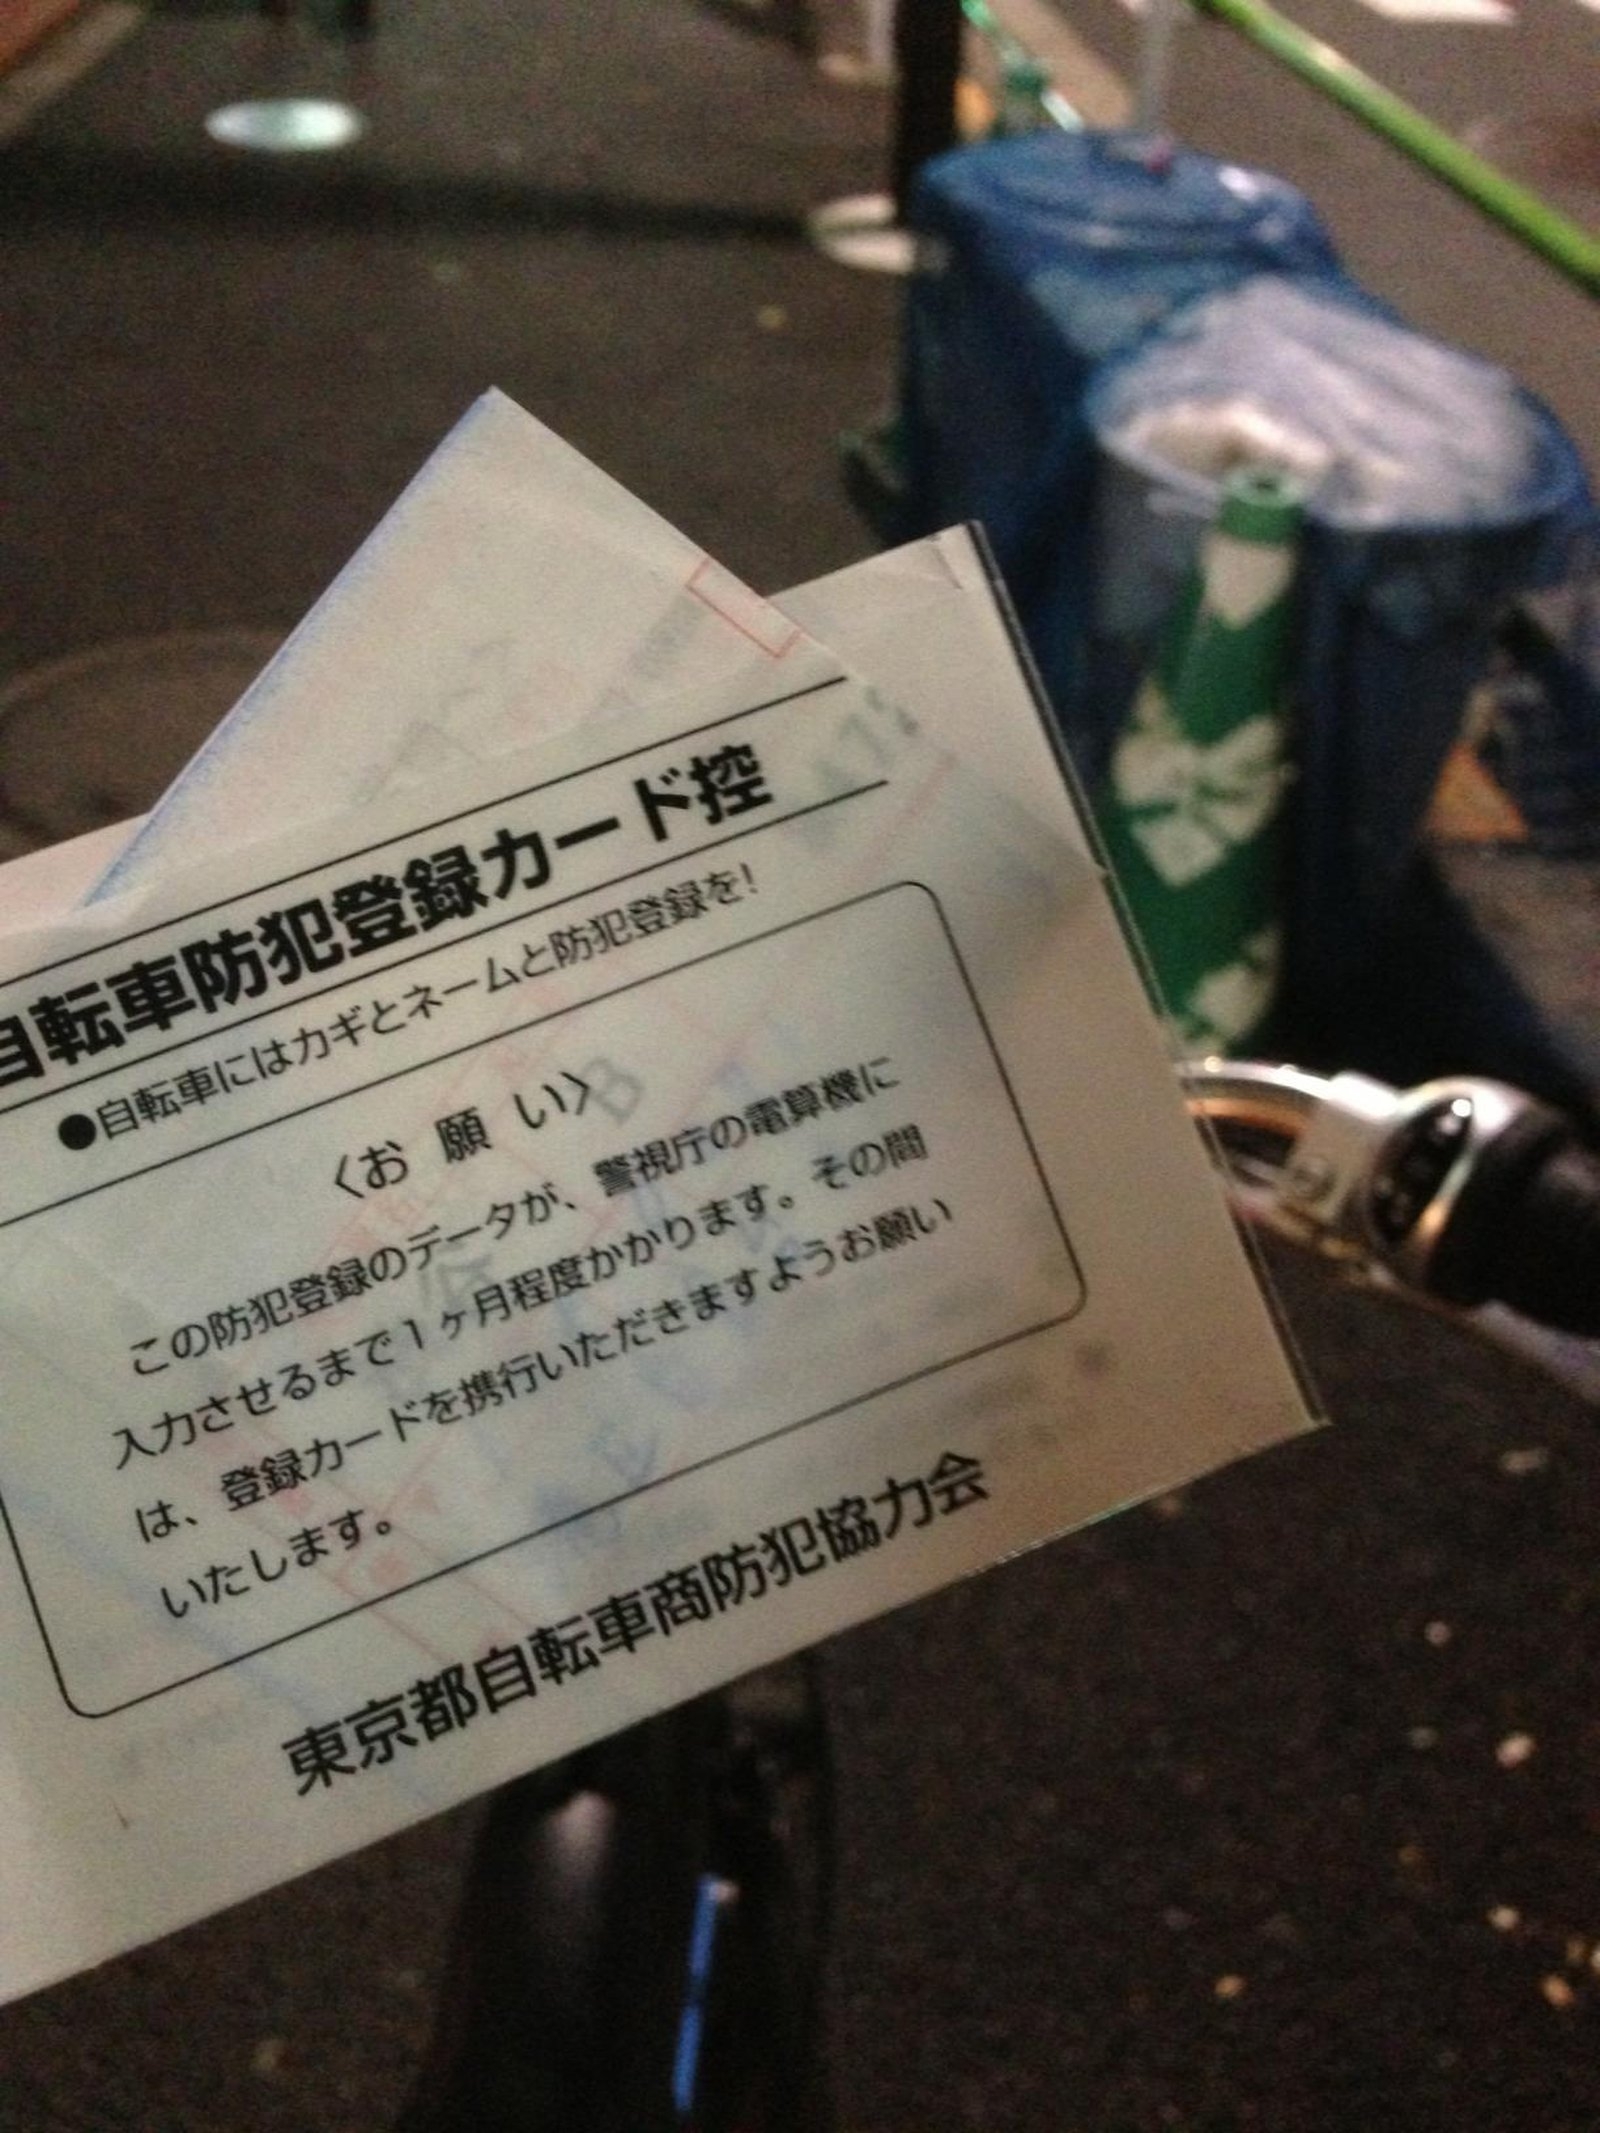 自転車防犯登録カード控
●自転車にはカギとネームと防犯登録を!
〈お願い〉
この防犯登録のデータが、警視庁の電算機に
入力させるまで1ヶ月程度かかります。その間
は、登録カードを携行いただきますようお願い
いたします。
東京都自転車商防犯協力会